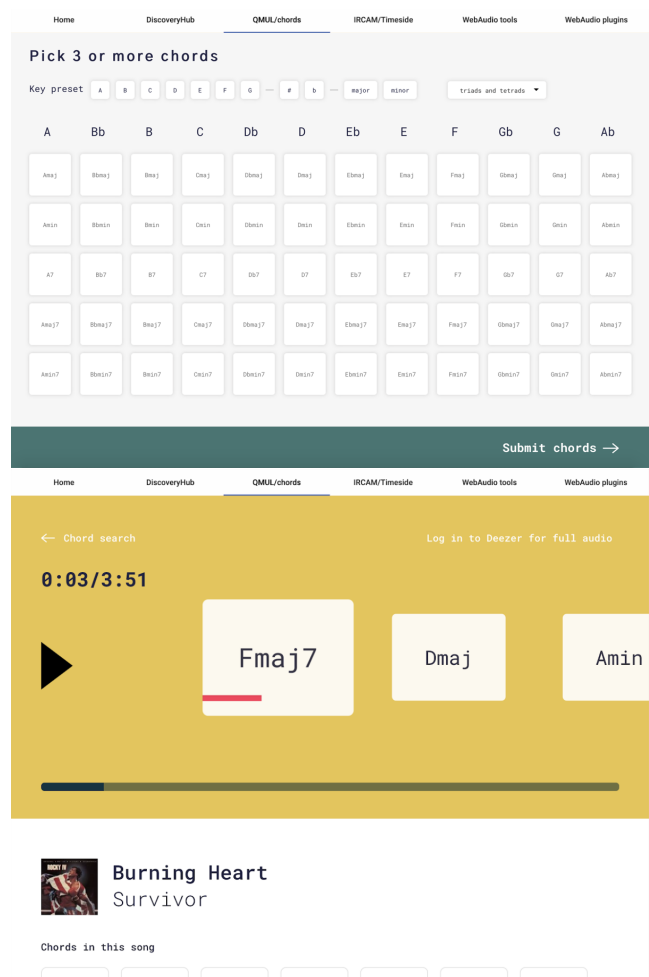 Home DiscoveryHub QMUL/chords IRCAM/Timeside WebAudio tools WebAudio plugins
Pick 3 or more chords
Key preset A B C D E F G — # b — major minor triads and tetrads
A Bb B C Db D Eb E F Gb G Ab
Amaj Bbmaj Bmaj Cmaj Dbmaj Dmaj Ebmaj Emaj Fmaj Gbmaj Gmaj Abmaj
Amin Bbmin Bmin Cmin Dbmin Dmin Ebmin Emin Fmin Gbmin Gmin Abmin
A7 Bb7 B7 C7 Db7 D7 Eb7 E7 F7 Gb7 G7 Ab7
Amaj7 Bbmaj7 Bmaj7 Cmaj7 Dbmaj7 Dmaj7 Ebmaj7 Emaj7 Fmaj7 Gbmaj7 Gmaj7 Abmaj7
Amin7 Bbmin7 Bmin7 Cmin7 Dbmin7 Dmin7 Ebmin7 Emin7 Fmin7 Gbmin7 Gmin7 Abmin7
Submit chords →
Home DiscoveryHub QMUL/chords IRCAM/Timeside WebAudio tools WebAudio plugins
← Chord search Log in to Deezer for full audio
0:03/3:51
Fmaj7 Dmaj Amin
ROCKY IV
Burning Heart
Survivor
Chords in this song